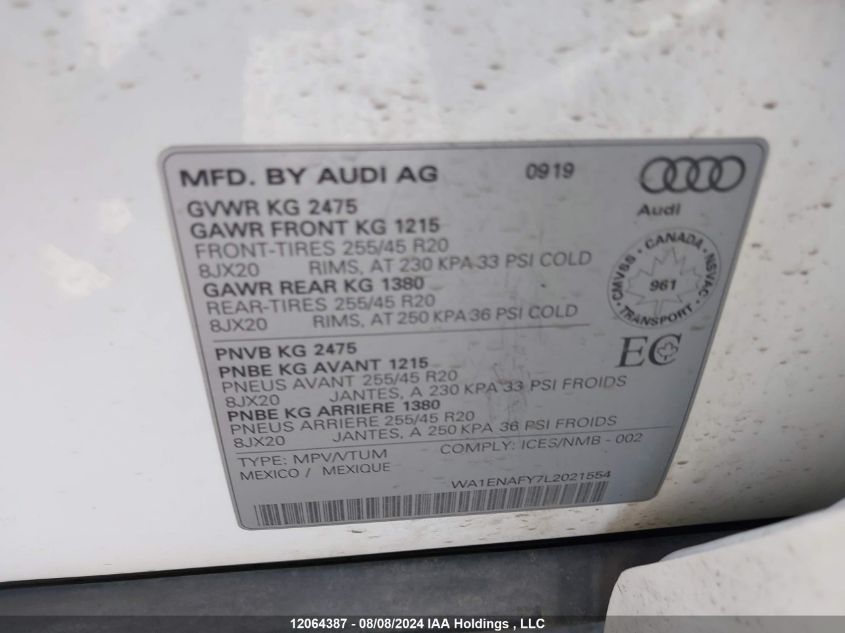 MFD. BY AUDI AG 0919
Audi
GVWR KG 2475
GAWR FRONT KG 1215
FRONT-TIRES 255/45 R20
8JX20 RIMS, AT 230 KPA 33 PSI COLD
GAWR REAR KG 1380
REAR-TIRES 255/45 R20
8JX20 RIMS, AT 250 KPA 36 PSI COLD
CMVSS - CANADA - NSVAC
961
TRANSPORT
PNVB KG 2475
PNBE KG AVANT 1215
PNEUS AVANT 255/45 R20
8JX20 JANTES, A 230 KPA 33 PSI FROIDS
PNBE KG ARRIERE 1380
PNEUS ARRIERE 255/45 R20
8JX20 JANTES, A 250 KPA 36 PSI FROIDS
EC
TYPE: MPV/VTUM COMPLY: ICES/NMB - 002
MEXICO / MEXIQUE
WA1ENAFY7L2021554
12064387 - 08/08/2024 IAA Holdings , LLC